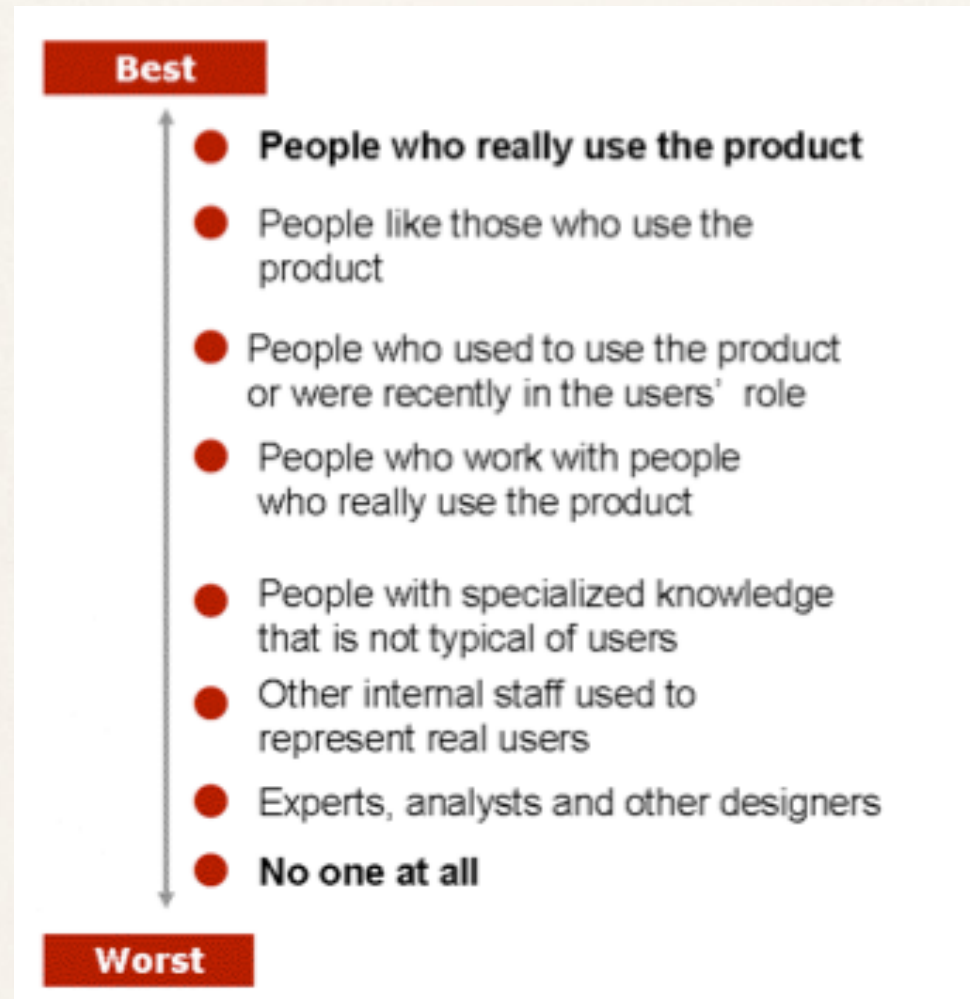 Best
People who really use the product
People like those who use the
product
People who used to use the product
or were recently in the users' role
People who work with people
who really use the product
People with specialized knowledge
that is not typical of users
Other internal staff used to
represent real users
Experts, analysts and other designers
No one at all
Worst